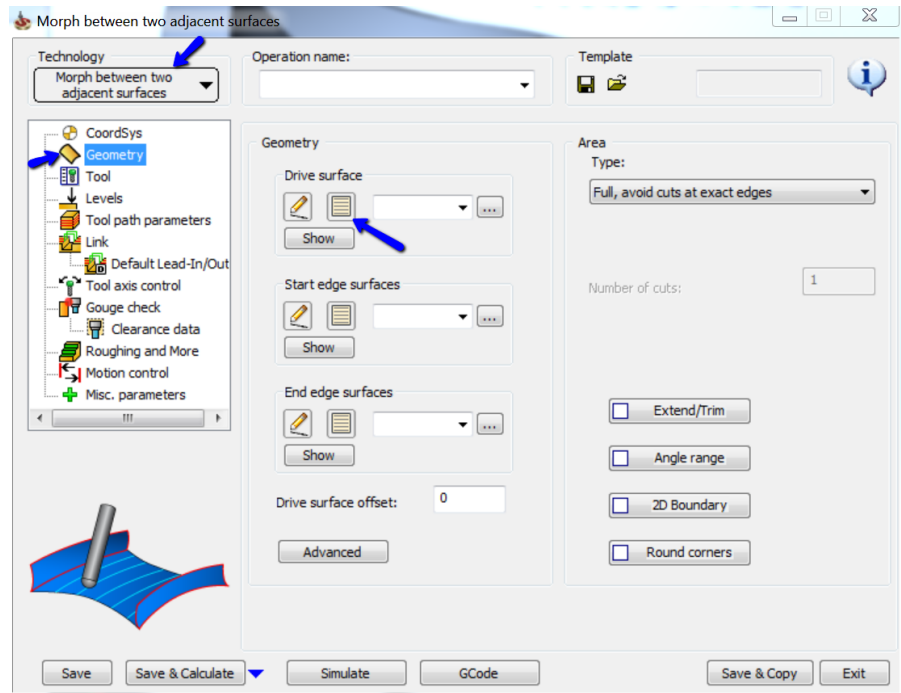 Morph between two adjacent surfaces
Technology
Morph between two
adjacent surfaces
Operation name:
Template
CoordSys
Geometry
Tool
Levels
Tool path parameters
Link
Default Lead-In/Out
Tool axis control
Gouge check
Clearance data
Roughing and More
Motion control
Misc. parameters
Geometry
Drive surface
...
Show
Start edge surfaces
...
Show
End edge surfaces
...
Show
Drive surface offset:
0
Advanced
Area
Type:
Full, avoid cuts at exact edges
Number of cuts:
1
Extend/Trim
Angle range
2D Boundary
Round corners
Save
Save & Calculate
Simulate
GCode
Save & Copy
Exit